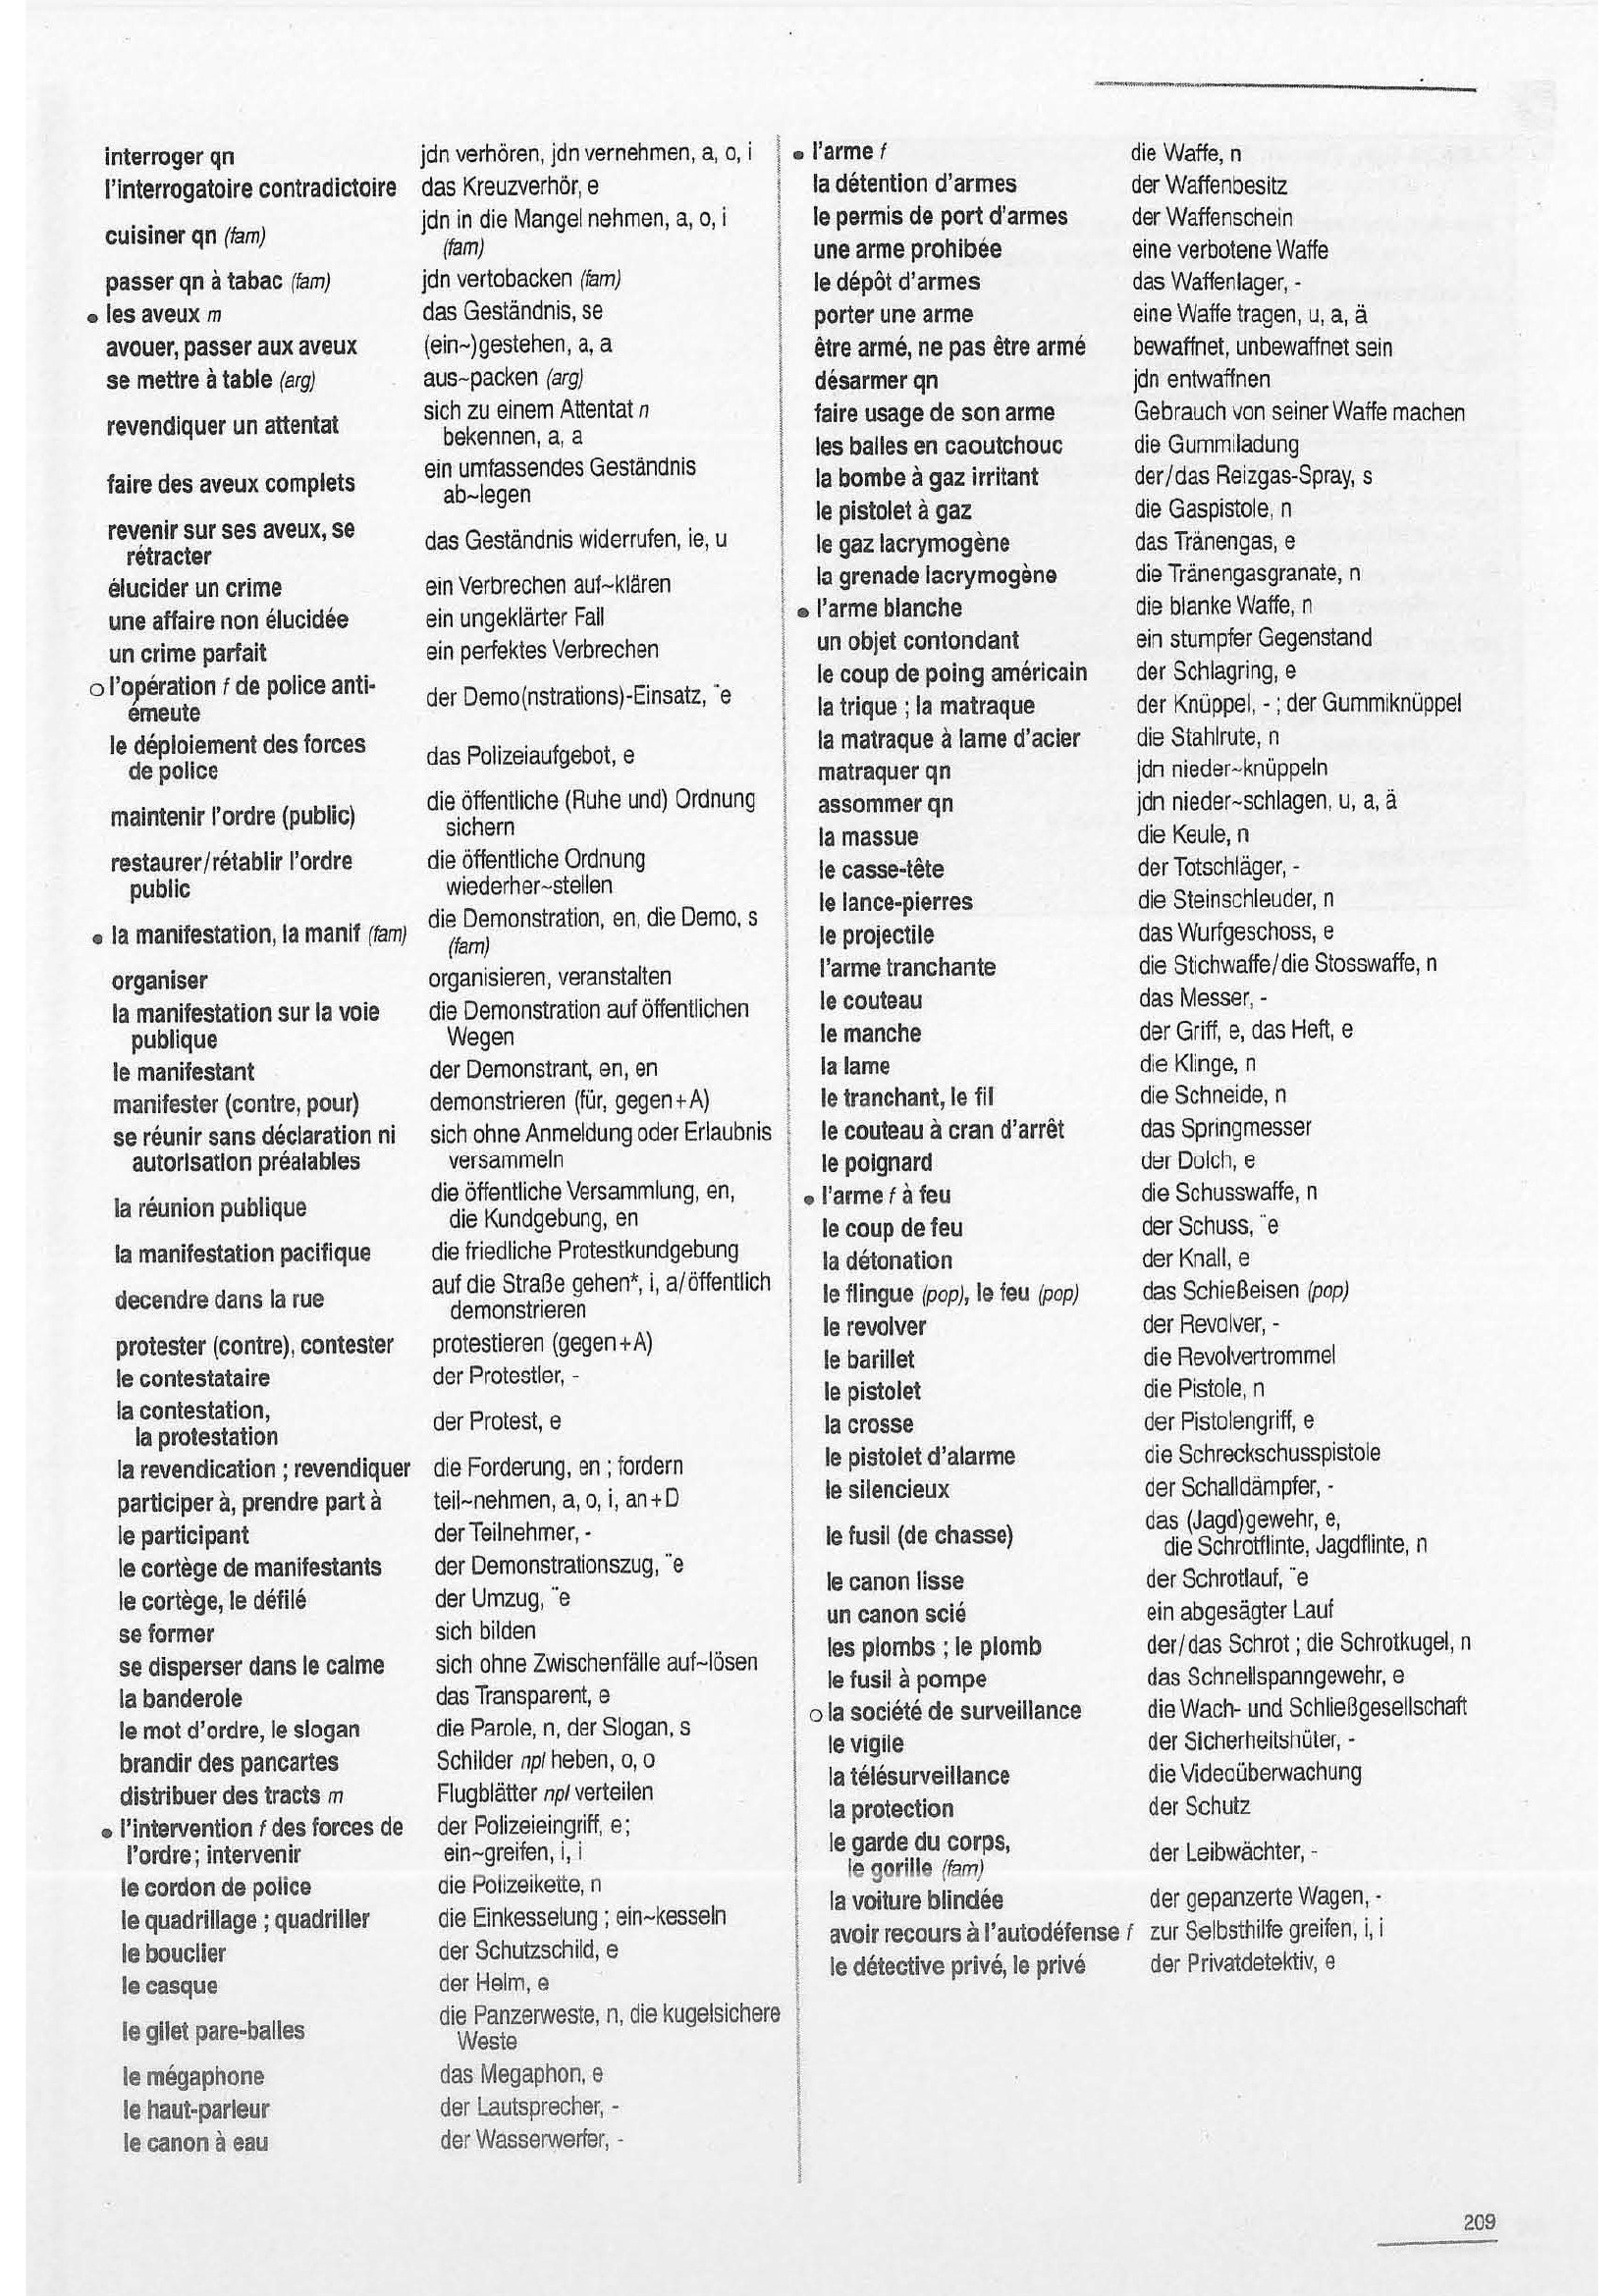 interroger qn jdn verhören, jdn vernehmen, a, o, i
l'interrogatoire contradictoire das Kreuzverhör, e
cuisiner qn (fam) jdn in die Mangel nehmen, a, o, i
(fam)
passer qn à tabac (fam) jdn vertobacken (fam)
• les aveux m das Geständnis, se
avouer, passer aux aveux (ein~)gestehen, a, a
se mettre à table (arg) aus~packen (arg)
revendiquer un attentat sich zu einem Attentat n
bekennen, a, a
faire des aveux complets ein umfassendes Geständnis
ab~legen
revenir sur ses aveux, se
rétracter das Geständnis widerrufen, ie, u
élucider un crime ein Verbrechen auf~klären
une affaire non élucidée ein ungeklärter Fall
un crime parfait ein perfektes Verbrechen
o l'opération f de police anti-
émeute der Demo(nstrations)-Einsatz, ¨e
le déploiement des forces
de police das Polizeiaufgebot, e
maintenir l'ordre (public) die öffentliche (Ruhe und) Ordnung
sichern
restaurer/rétablir l'ordre die öffentliche Ordnung
public wiederher~stellen
• la manifestation, la manif (fam) die Demonstration, en, die Demo, s
(fam)
organiser organisieren, veranstalten
la manifestation sur la voie die Demonstration auf öffentlichen
publique Wegen
le manifestant der Demonstrant, en, en
manifester (contre, pour) demonstrieren (für, gegen+A)
se réunir sans déclaration ni sich ohne Anmeldung oder Erlaubnis
autorisation préalables versammeln
la réunion publique die öffentliche Versammlung, en,
die Kundgebung, en
la manifestation pacifique die friedliche Protestkundgebung
decendre dans la rue auf die Straße gehen*, i, a/öffentlich
demonstrieren
protester (contre), contester protestieren (gegen+A)
le contestataire der Protestler, -
la contestation,
la protestation der Protest, e
la revendication ; revendiquer die Forderung, en ; fordern
participer à, prendre part à teil~nehmen, a, o, i, an+D
le participant der Teilnehmer, -
le cortège de manifestants der Demonstrationszug, ¨e
le cortège, le défilé der Umzug, ¨e
se former sich bilden
se disperser dans le calme sich ohne Zwischenfälle auf~lösen
la banderole das Transparent, e
le mot d'ordre, le slogan die Parole, n, der Slogan, s
brandir des pancartes Schilder npl heben, o, o
distribuer des tracts m Flugblätter npl verteilen
• l'intervention f des forces de der Polizeieingriff, e;
l'ordre; intervenir ein~greifen, i, i
le cordon de police die Polizeikette, n
le quadrillage ; quadriller die Einkesselung ; ein~kesseln
le bouclier der Schutzschild, e
le casque der Helm, e
le gilet pare-balles die Panzerweste, n, die kugelsichere
Weste
le mégaphone das Megaphon, e
le haut-parleur der Lautsprecher, -
le canon à eau der Wasserwerfer, -
• l'arme f die Waffe, n
la détention d'armes der Waffenbesitz
le permis de port d'armes der Waffenschein
une arme prohibée eine verbotene Waffe
le dépôt d'armes das Waffenlager, -
porter une arme eine Waffe tragen, u, a, ä
être armé, ne pas être armé bewaffnet, unbewaffnet sein
désarmer qn jdn entwaffnen
faire usage de son arme Gebrauch von seiner Waffe machen
les balles en caoutchouc die Gummiladung
la bombe à gaz irritant der/das Reizgas-Spray, s
le pistolet à gaz die Gaspistole, n
le gaz lacrymogène das Tränengas, e
la grenade lacrymogène die Tränengasgranate, n
• l'arme blanche die blanke Waffe, n
un objet contondant ein stumpfer Gegenstand
le coup de poing américain der Schlagring, e
la trique ; la matraque der Knüppel, - ; der Gummiknüppel
la matraque à lame d'acier die Stahlrute, n
matraquer qn jdn nieder~knüppeln
assommer qn jdn nieder~schlagen, u, a, ä
la massue die Keule, n
le casse-tête der Totschläger, -
le lance-pierres die Steinschleuder, n
le projectile das Wurfgeschoss, e
l'arme tranchante die Stichwaffe/die Stosswaffe, n
le couteau das Messer, -
le manche der Griff, e, das Heft, e
la lame die Klinge, n
le tranchant, le fil die Schneide, n
le couteau à cran d'arrêt das Springmesser
le poignard der Dolch, e
• l'arme f à feu die Schusswaffe, n
le coup de feu der Schuss, ¨e
la détonation der Knall, e
le flingue (pop), le feu (pop) das Schießeisen (pop)
le revolver der Revolver, -
le barillet die Revolvertrommel
le pistolet die Pistole, n
la crosse der Pistolengriff, e
le pistolet d'alarme die Schreckschusspistole
le silencieux der Schalldämpfer, -
le fusil (de chasse) das (Jagd)gewehr, e,
die Schrotflinte, Jagdflinte, n
le canon lisse der Schrotlauf, ¨e
un canon scié ein abgesägter Lauf
les plombs ; le plomb der/das Schrot ; die Schrotkugel, n
le fusil à pompe das Schnellspanngewehr, e
o la société de surveillance die Wach- und Schließgesellschaft
le vigile der Sicherheitshüter, -
la télésurveillance die Videoüberwachung
la protection der Schutz
le garde du corps,
le gorille (fam) der Leibwächter, -
la voiture blindée der gepanzerte Wagen, -
avoir recours à l'autodéfense f zur Selbsthilfe greifen, i, i
le détective privé, le privé der Privatdetektiv, e
209